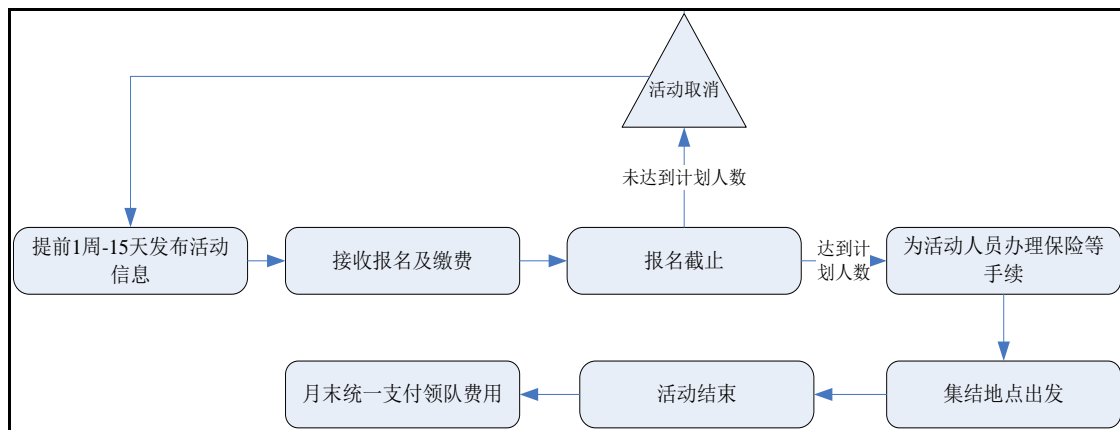 活动取消
未达到计划人数
提前1周-15天发布活动
信息
接收报名及缴费
报名截止
达到计
划人数
为活动人员办理保险等
手续
月末统一支付领队费用
活动结束
集结地点出发